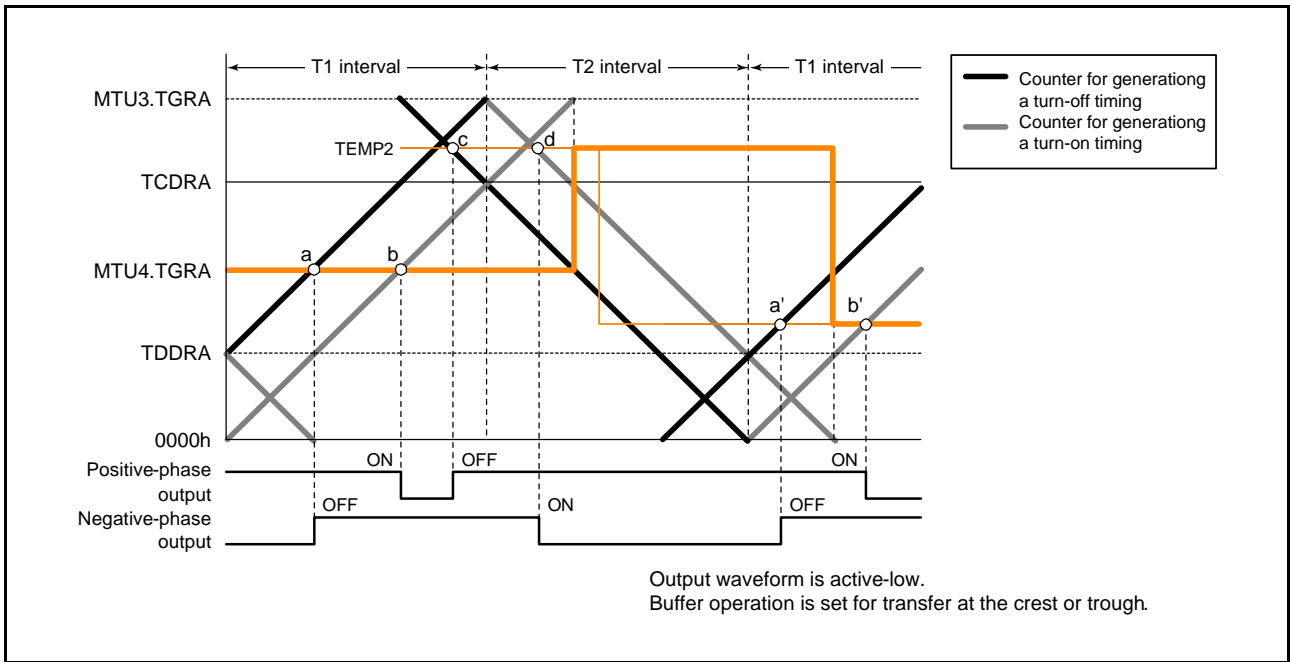 T1 interval
T2 interval
T1 interval
Counter for generationg
a turn-off timing
Counter for generationg
a turn-on timing
MTU3.TGRA
TEMP2
c
d
TCDRA
MTU4.TGRA
a
b
a'
b'
TDDRA
0000h
Positive-phase
output
ON
OFF
ON
Negative-phase
output
OFF
ON
OFF
Output waveform is active-low.
Buffer operation is set for transfer at the crest or trough.